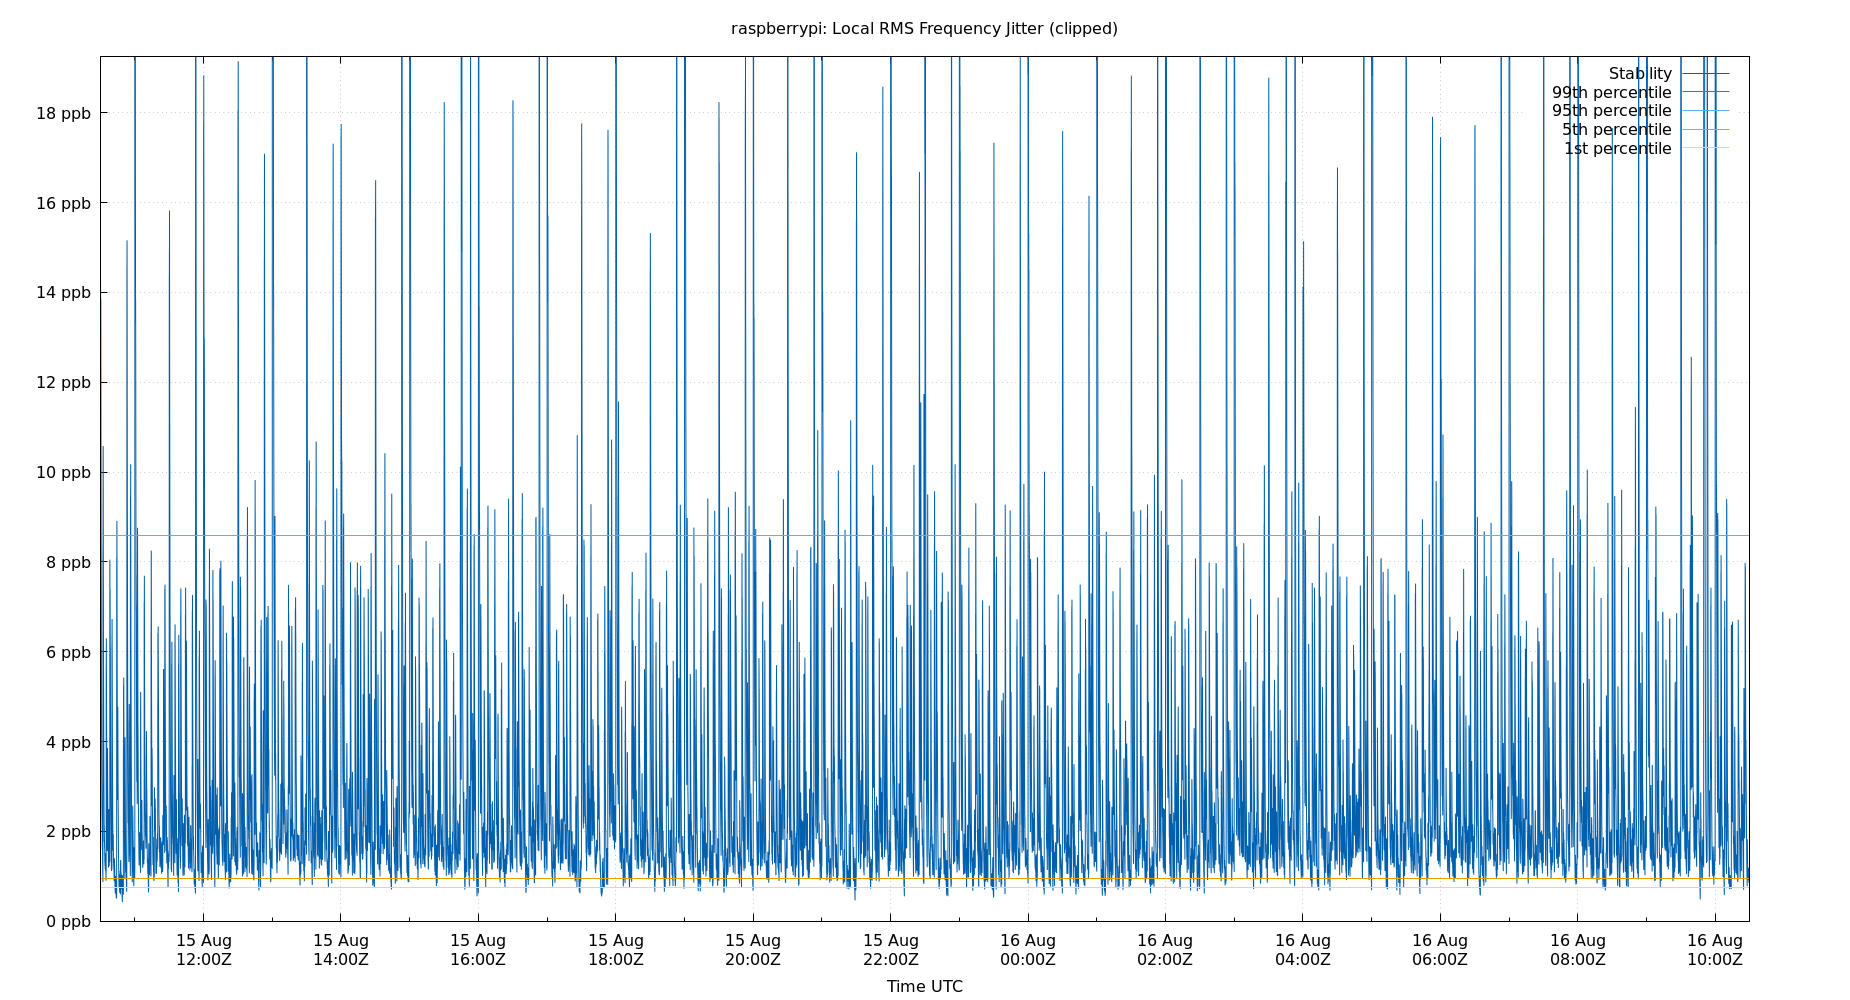 raspberrypi: Local RMS Frequency Jitter (clipped)
Stability
99th percentile
95th percentile
5th percentile
1st percentile
18 ppb
16 ppb
14 ppb
12 ppb
10 ppb
8 ppb
6 ppb
4 ppb
2 ppb
0 ppb
15 Aug 15 Aug 15 Aug 15 Aug 15 Aug 15 Aug 16 Aug 16 Aug 16 Aug 16 Aug 16 Aug 16 Aug
12:00Z 14:00Z 16:00Z 18:00Z 20:00Z 22:00Z 00:00Z 02:00Z 04:00Z 06:00Z 08:00Z 10:00Z
Time UTC